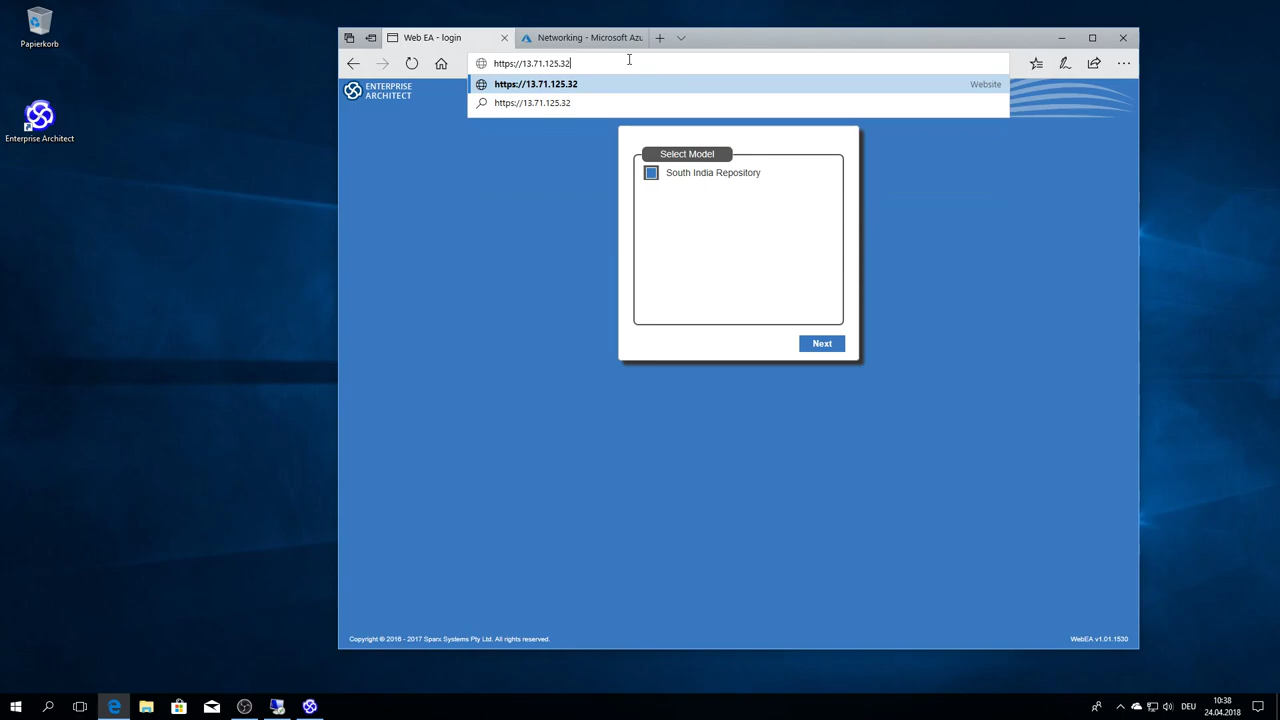 Papierkorb
Enterprise Architect
Web EA - login
Networking - Microsoft Azu
https://13.71.125.32
https://13.71.125.32 Website
https://13.71.125.32
ENTERPRISE
ARCHITECT
Select Model
South India Repository
Next
Copyright © 2016 - 2017 Sparx Systems Pty Ltd. All rights reserved.
WebEA v1.01.1530
DEU
10:38
24.04.2018